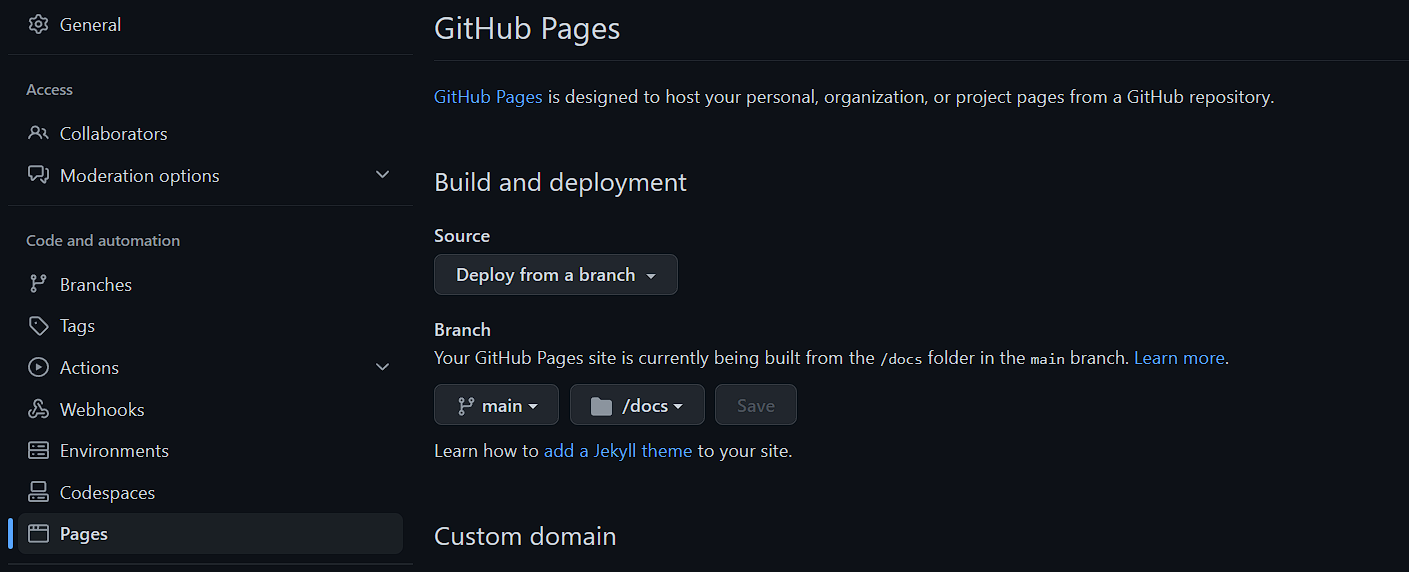 General
Access
Collaborators
Moderation options
Code and automation
Branches
Tags
Actions
Webhooks
Environments
Codespaces
Pages
GitHub Pages
GitHub Pages is designed to host your personal, organization, or project pages from a GitHub repository.
Build and deployment
Source
Deploy from a branch
Branch
Your GitHub Pages site is currently being built from the /docs folder in the main branch. Learn more.
main /docs Save
Learn how to add a Jekyll theme to your site.
Custom domain